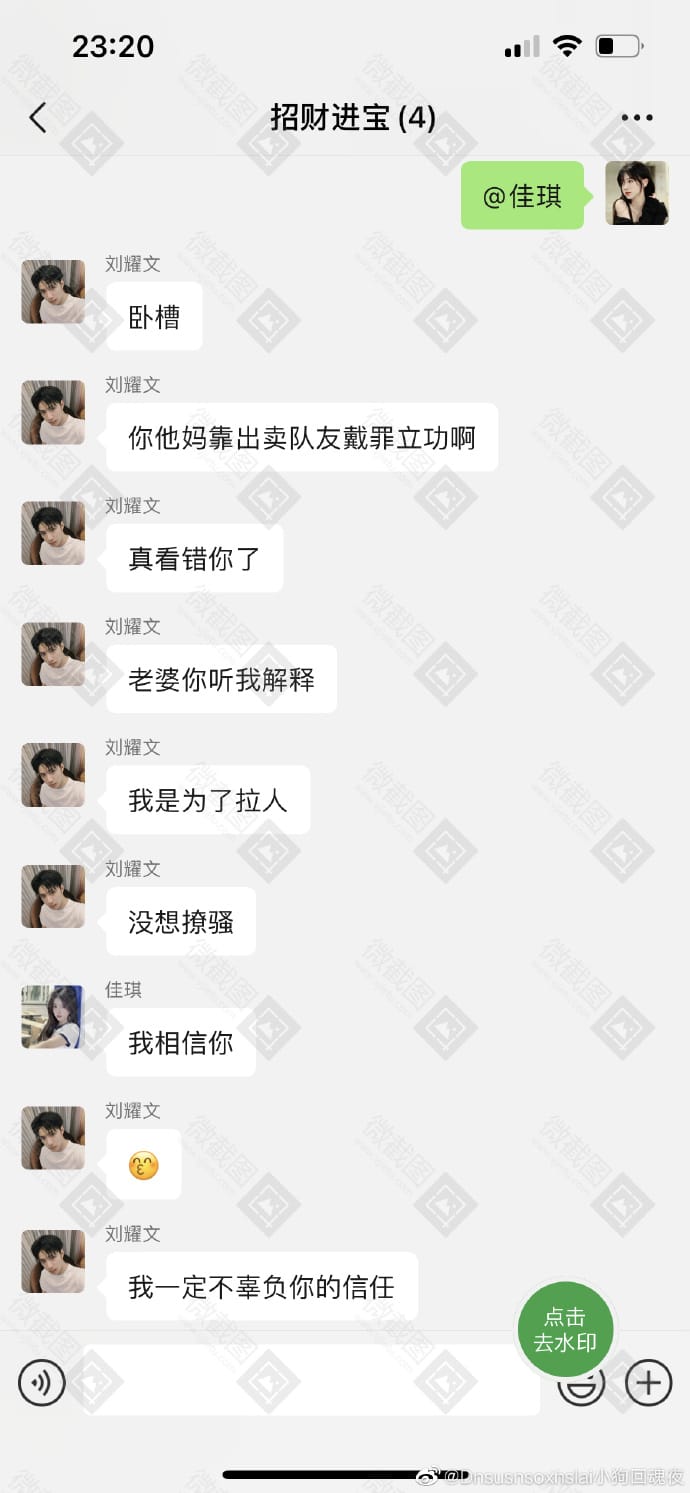 23:20
招财进宝 (4)
@佳琪
刘耀文
卧槽
刘耀文
你他妈靠出卖队友戴罪立功啊
刘耀文
真看错你了
刘耀文
老婆你听我解释
刘耀文
我是为了拉人
刘耀文
没想撩骚
佳琪
我相信你
刘耀文
刘耀文
我一定不辜负你的信任
点击
去水印
微截图
@Dnsusnsoxnslai小狗回魂夜